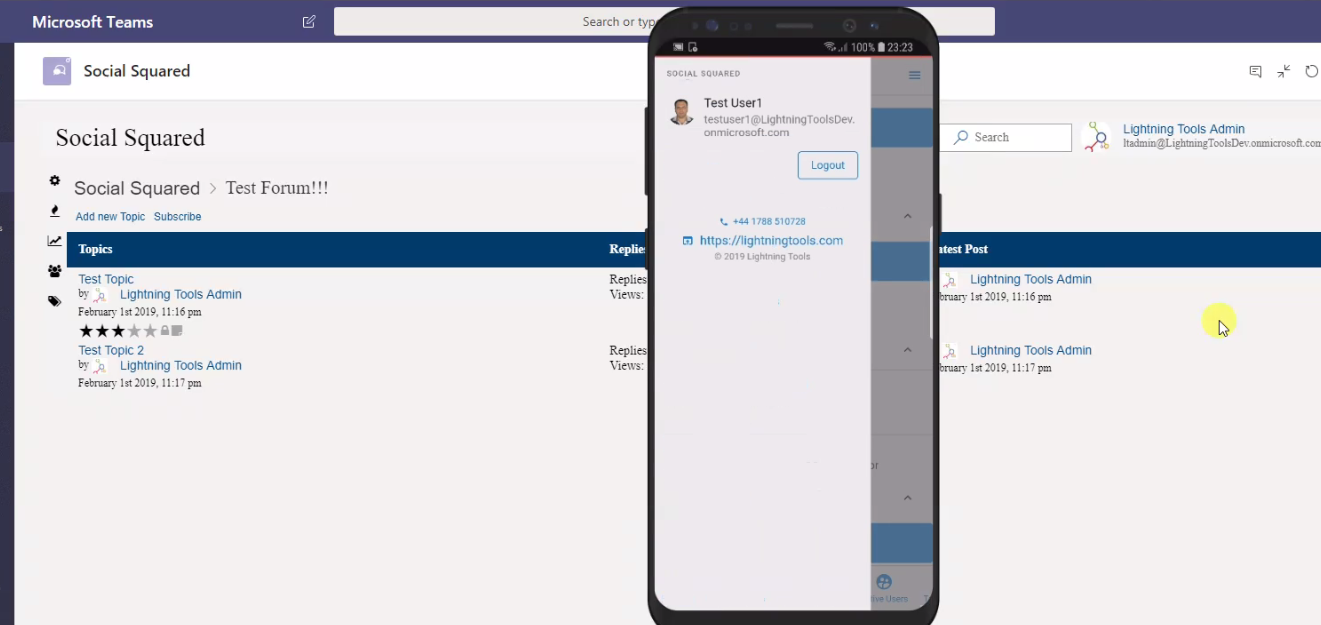 Microsoft Teams
Search or typ
Social Squared
Social Squared
Search
Lightning Tools Admin
ltadmin@LightningToolsDev.onmicrosoft.com
Social Squared > Test Forum!!!
Add new Topic Subscribe
Topics
Replie
atest Post
Test Topic
by Lightning Tools Admin
February 1st 2019, 11:16 pm
Replies
Views:
Lightning Tools Admin
bruary 1st 2019, 11:16 pm
Test Topic 2
by Lightning Tools Admin
February 1st 2019, 11:17 pm
Replies
Views:
Lightning Tools Admin
bruary 1st 2019, 11:17 pm
100% 23:23
SOCIAL SQUARED
Test User1
testuser1@LightningToolsDev.
onmicrosoft.com
Logout
+44 1788 510728
https://lightningtools.com
© 2019 Lightning Tools
or
tive Users